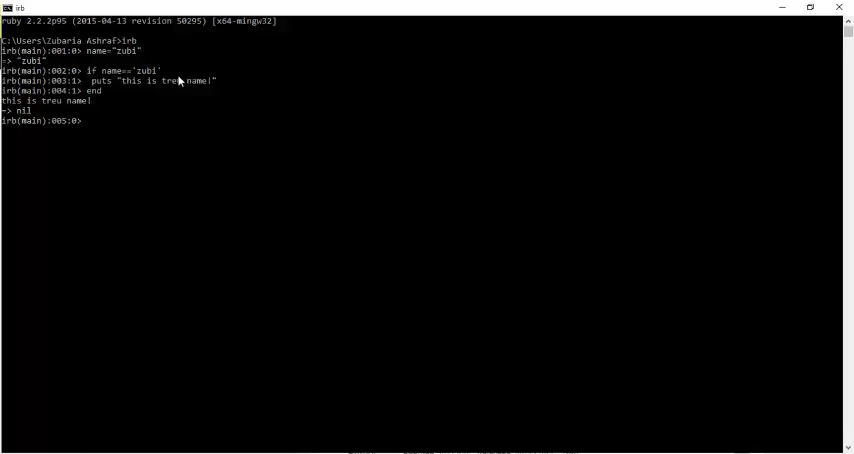 irb
ruby 2.2.2p95 (2015-04-13 revision 50295) [x64-mingw32]
C:\Users\Zubaria Ashraf>irb
irb(main):001:0> name="zubi"
=> "zubi"
irb(main):002:0> if name=='zubi'
irb(main):003:1> puts "this is treu name!"
irb(main):004:1> end
this is treu name!
=> nil
irb(main):005:0>